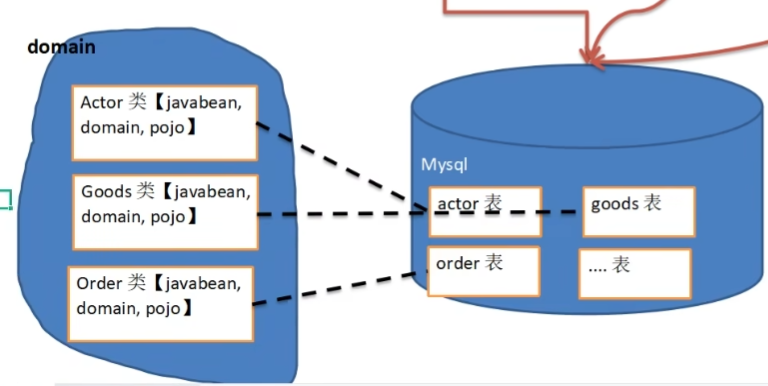 domain
Actor 类【javabean,
domain, pojo】
Goods 类【javabean,
domain, pojo】
Order 类【javabean,
domain, pojo】
Mysql
actor 表
goods 表
order 表
.... 表